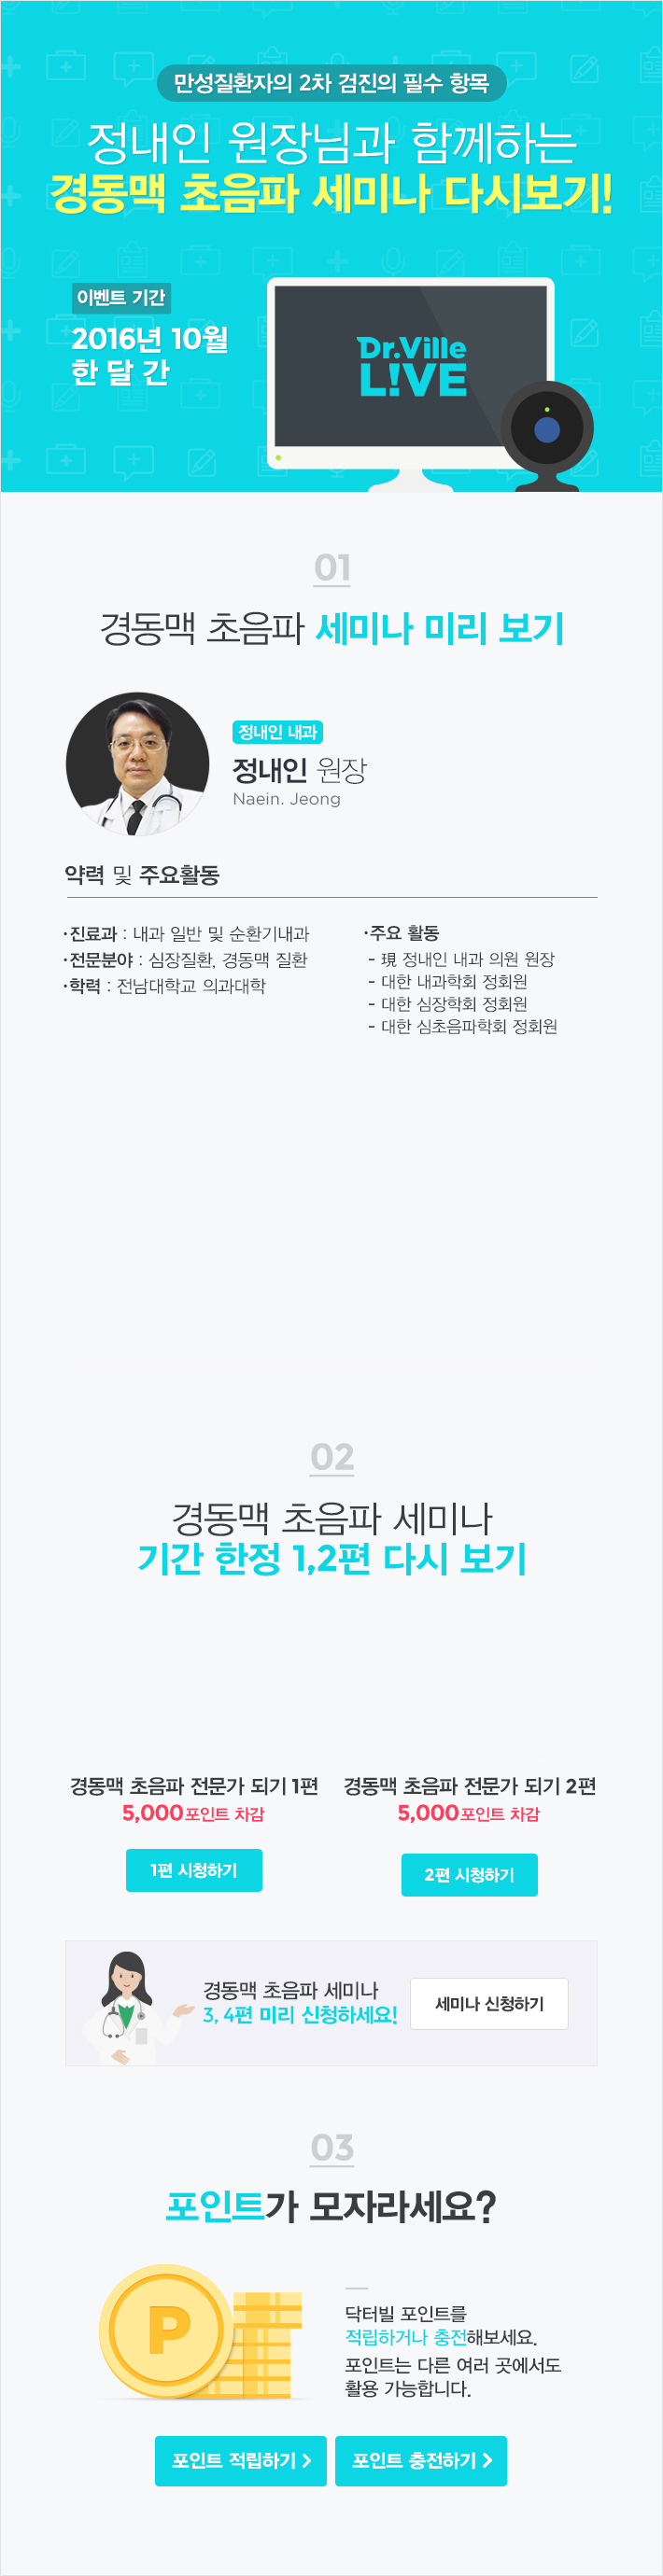 만성질환자의 2차 검진의 필수 항목
정내인 원장님과 함께하는
경동맥 초음파 세미나 다시보기!
이벤트 기간
2016년 10월
한 달 간
Dr.Ville
L!VE
01
경동맥 초음파 세미나 미리 보기
정내인 내과
정내인 원장
Naein. Jeong
약력 및 주요활동
·진료과 : 내과 일반 및 순환기내과
·전문분야 : 심장질환, 경동맥 질환
·학력 : 전남대학교 의과대학
·주요 활동
- 現 정내인 내과 의원 원장
- 대한 내과학회 정회원
- 대한 심장학회 정회원
- 대한 심초음파학회 정회원
02
경동맥 초음파 세미나
기간 한정 1,2편 다시 보기
경동맥 초음파 전문가 되기 1편
5,000포인트 차감
1편 시청하기
경동맥 초음파 전문가 되기 2편
5,000포인트 차감
2편 시청하기
경동맥 초음파 세미나
3, 4편 미리 신청하세요!
세미나 신청하기
03
포인트가 모자라세요?
P
닥터빌 포인트를
적립하거나 충전해보세요.
포인트는 다른 여러 곳에서도
활용 가능합니다.
포인트 적립하기 >
포인트 충전하기 >